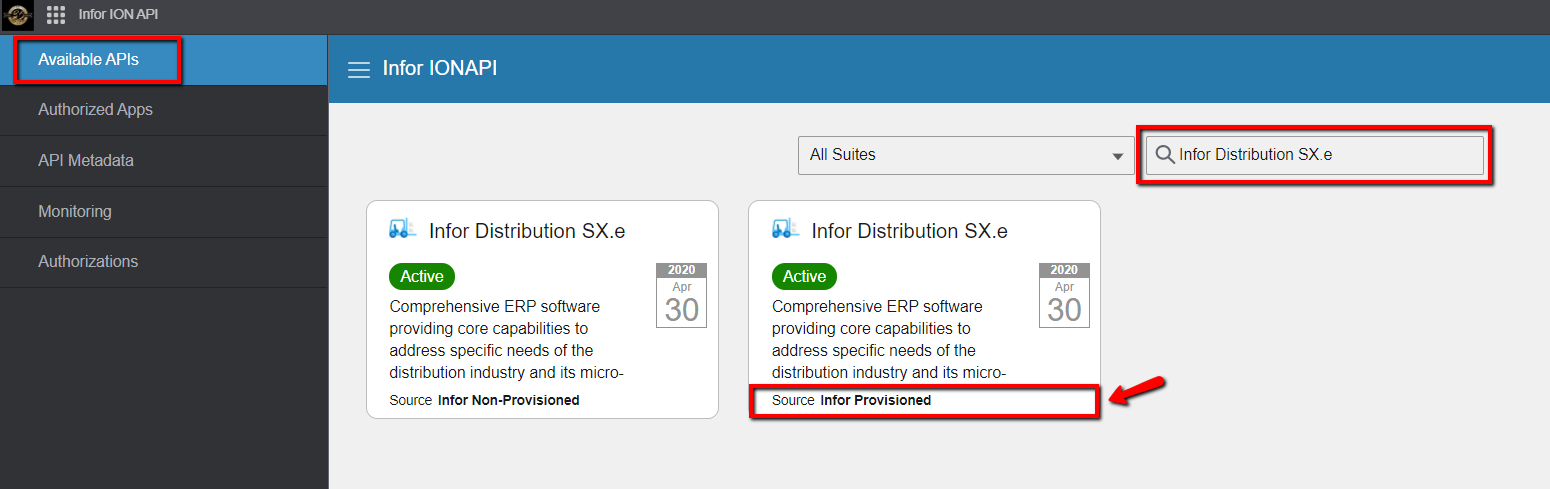 Infor ION API
Available APIs
Authorized Apps
API Metadata
Monitoring
Authorizations
Infor IONAPI
All Suites
Infor Distribution SX.e
Infor Distribution SX.e
Active
2020
Apr
30
Comprehensive ERP software
providing core capabilities to
address specific needs of the
distribution industry and its micro-
Source Infor Non-Provisioned
Infor Distribution SX.e
Active
2020
Apr
30
Comprehensive ERP software
providing core capabilities to
address specific needs of the
distribution industry and its micro-
Source Infor Provisioned